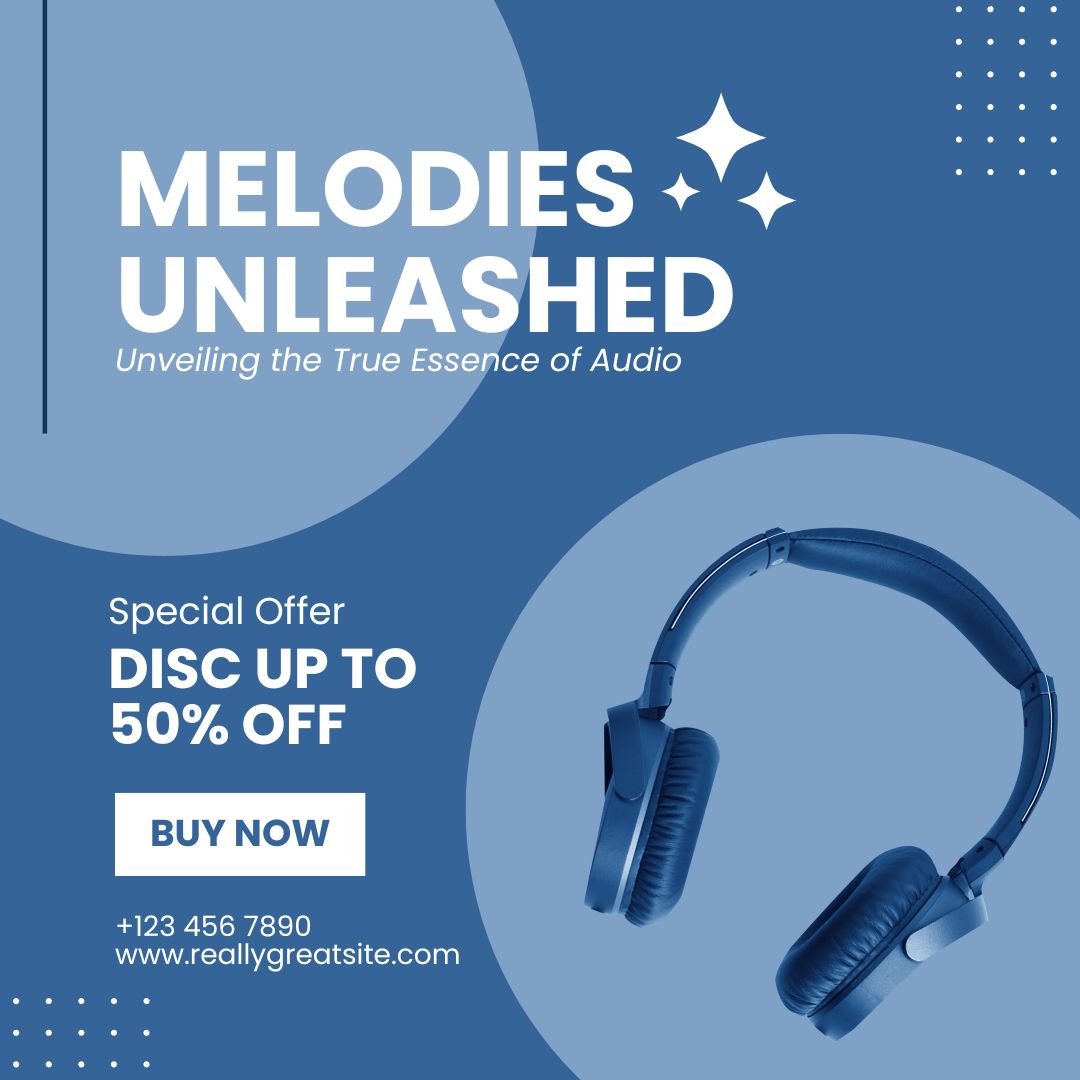 MELODIES
UNLEASHED
Unveiling the True Essence of Audio
Special Offer
DISC UP TO
50% OFF
BUY NOW
+123 456 7890
www.reallygreatsite.com